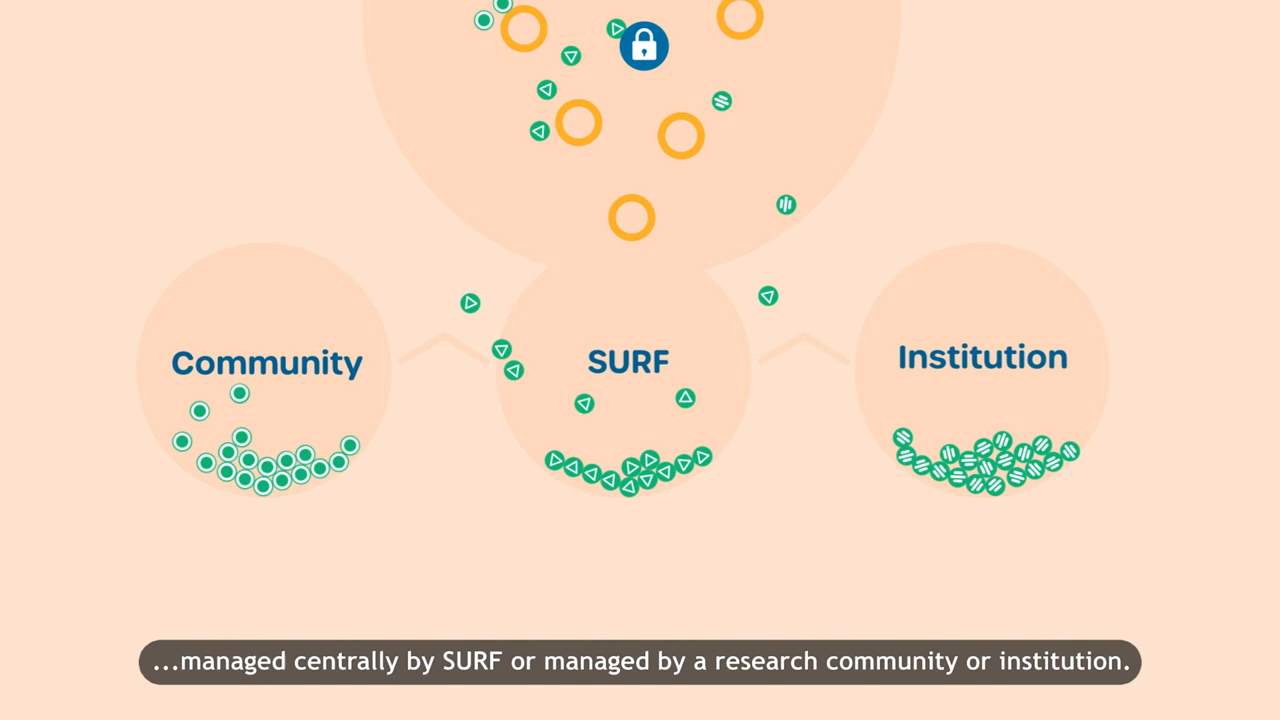 Community
SURF
Institution
...managed centrally by SURF or managed by a research community or institution.